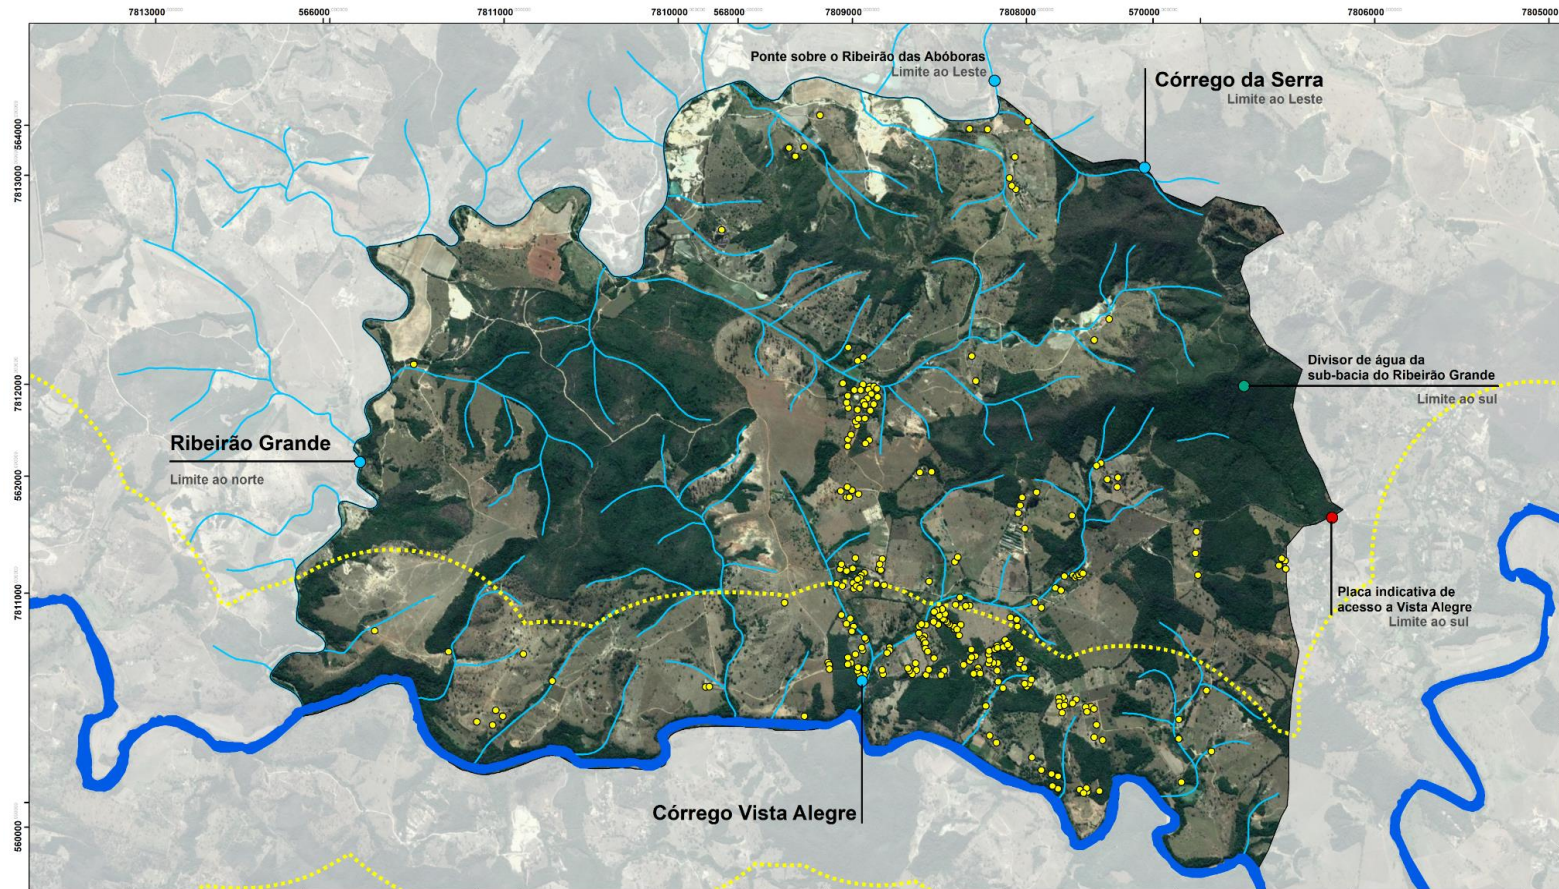 7813000 566000 7811000 7810000 568000 7809000 7808000 570000 7806000 7805000
564000
7813000
7812000
562000
7811000
560000
Ponte sobre o Ribeirão das Abóboras
Limite ao Leste
Córrego da Serra
Limite ao Leste
Divisor de água da
sub-bacia do Ribeirão Grande
Limite ao sul
Ribeirão Grande
Limite ao norte
Placa indicativa de
acesso a Vista Alegre
Limite ao sul
Córrego Vista Alegre